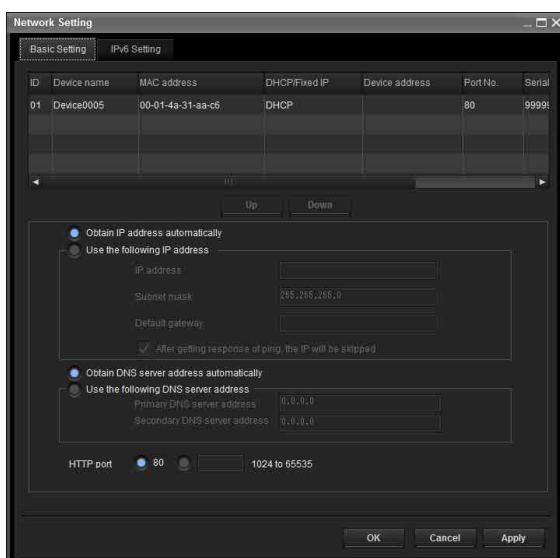 Network Setting
Basic Setting IPv6 Setting
ID Device name MAC address DHCP/Fixed IP Device address Port No. Serial
01 Device0005 00-01-4a-31-aa-c6 DHCP 80 99999
Up Down
Obtain IP address automatically
Use the following IP address
IP address
Subnet mask 255.255.255.0
Default gateway
After getting response of ping, the IP will be skipped
Obtain DNS server address automatically
Use the following DNS server address
Primary DNS server address 0.0.0.0
Secondary DNS server address 0.0.0.0
HTTP port 80 1024 to 65535
OK Cancel Apply